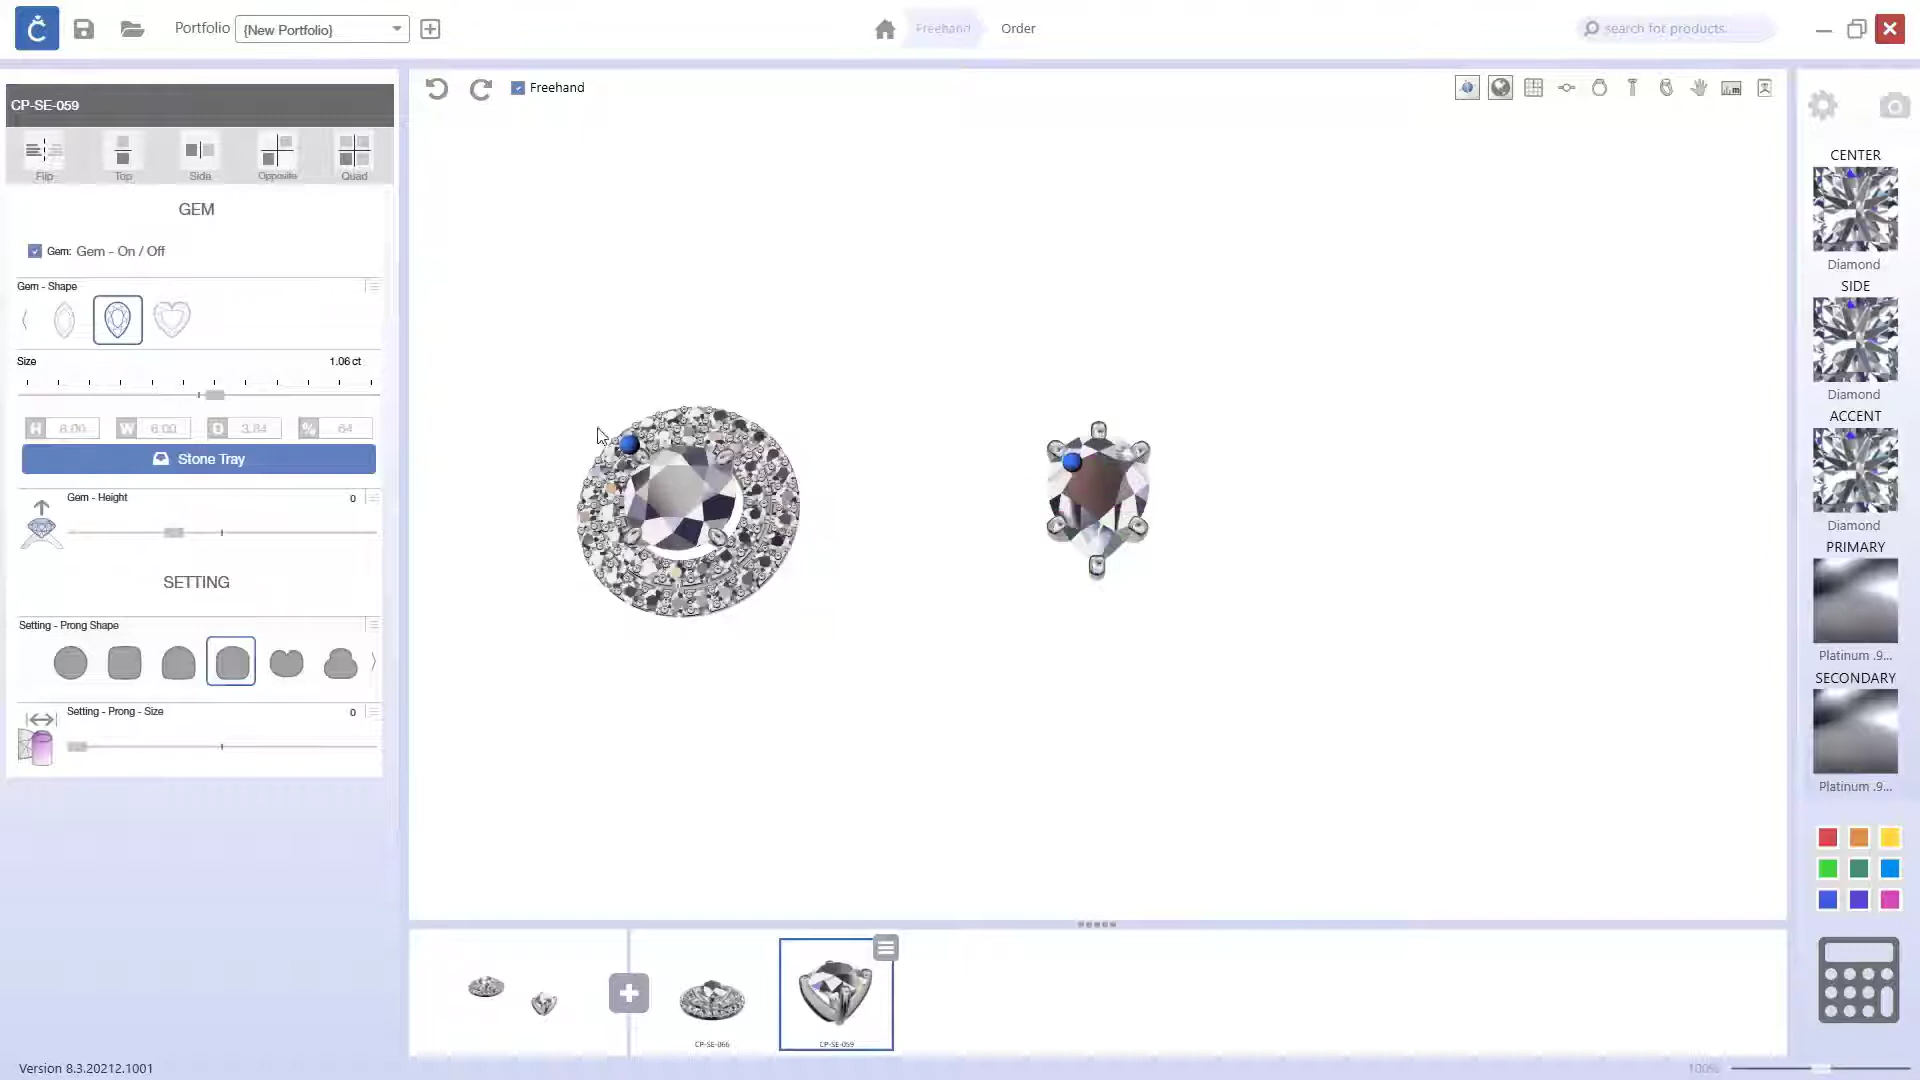 Portfolio
{New Portfolio}
Freehand
Order
search for products.
CP-SE-059
Freehand
Flip
Top
Side
Opposite
Quad
GEM
Gem: Gem - On / Off
Gem - Shape
Size
1.06 ct
H 8.00
W 6.00
D 3.84
% 64
Stone Tray
Gem - Height
0
SETTING
Setting - Prong Shape
Setting - Prong - Size
0
CENTER
Diamond
SIDE
Diamond
ACCENT
Diamond
PRIMARY
Platinum .9...
SECONDARY
Platinum .9...
CP-SE-066
CP-SE-059
Version 8.3.20212.1001
100%